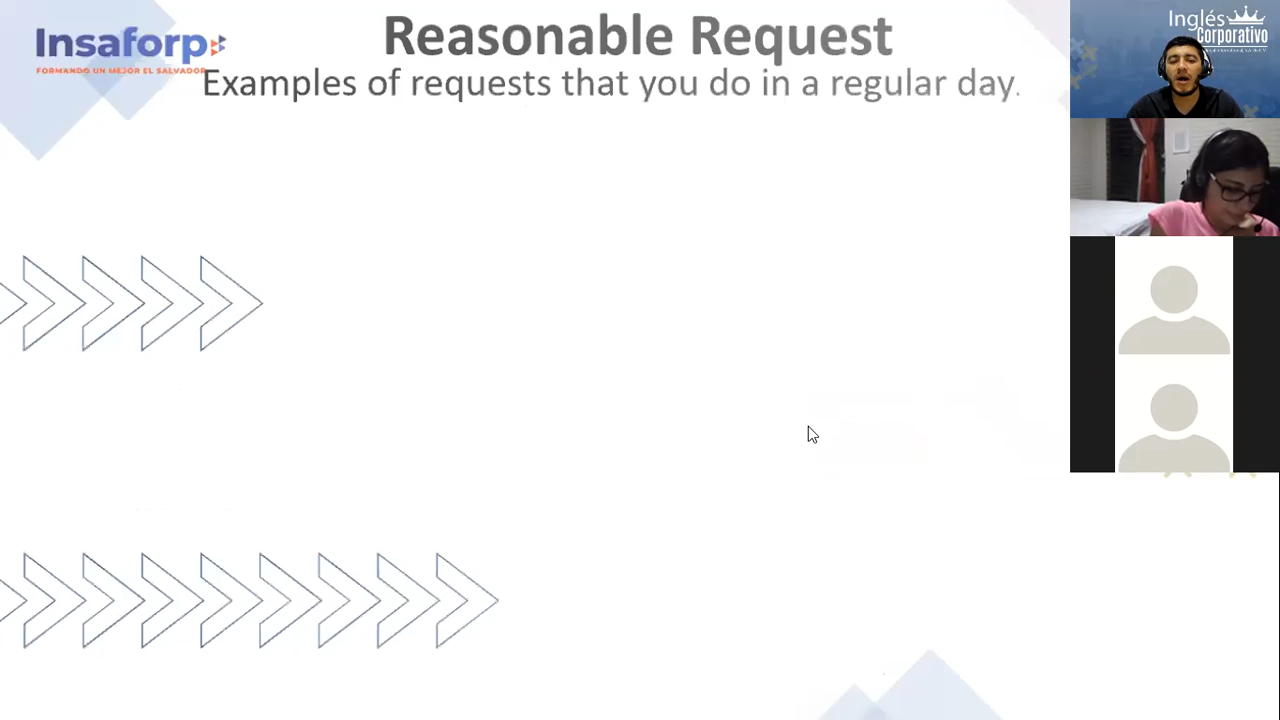 Reasonable Request
Insaforp
FORMANDO UN MEJOR EL SALVADOR
Examples of requests that you do in a regular day.
Inglés
Corporativo